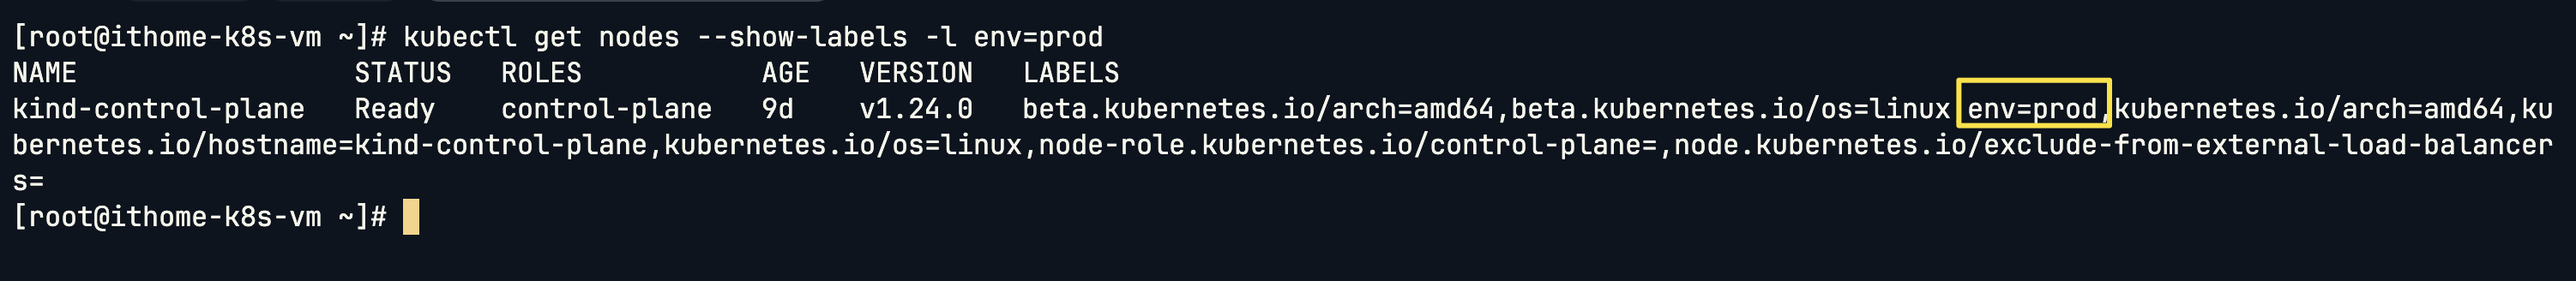 [root@ithome-k8s-vm ~]# kubectl get nodes --show-labels -l env=prod
NAME                 STATUS   ROLES           AGE   VERSION   LABELS
kind-control-plane   Ready    control-plane   9d    v1.24.0   beta.kubernetes.io/arch=amd64,beta.kubernetes.io/os=linux env=prod,kubernetes.io/arch=amd64,ku
bernetes.io/hostname=kind-control-plane,kubernetes.io/os=linux,node-role.kubernetes.io/control-plane=,node.kubernetes.io/exclude-from-external-load-balancer
s=
[root@ithome-k8s-vm ~]#